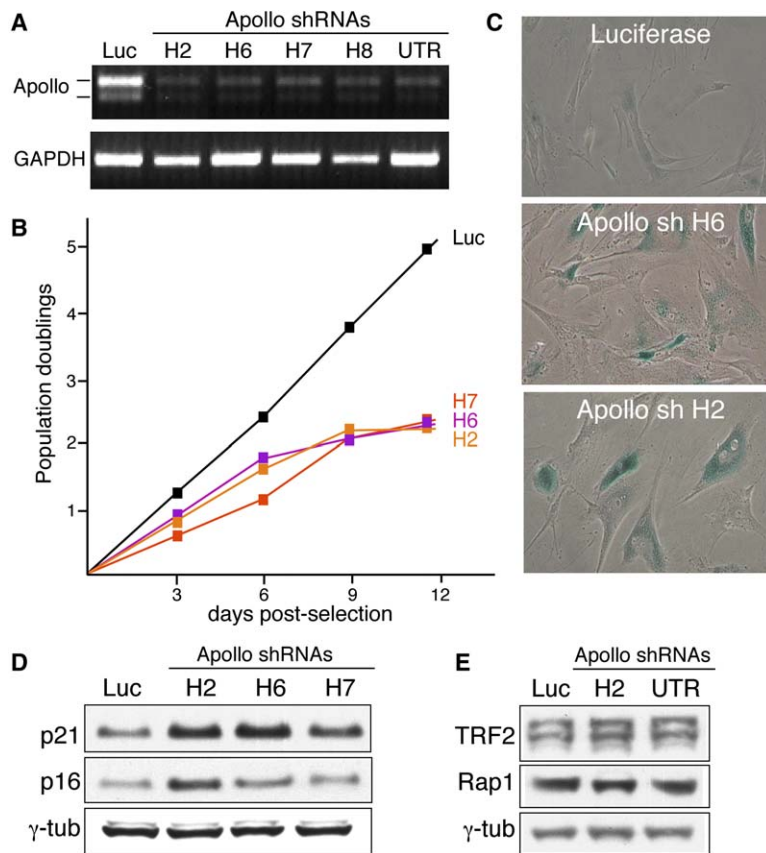 A
Apollo shRNAs
Luc H2 H6 H7 H8 UTR
Apollo
GAPDH
B
Population doublings
5
4
3
2
1
Luc
H7
H6
H2
3 6 9 12
days post-selection
C
Luciferase
Apollo sh H6
Apollo sh H2
D
Apollo shRNAs
Luc H2 H6 H7
p21
p16
γ-tub
E
Apollo shRNAs
Luc H2 UTR
TRF2
Rap1
γ-tub